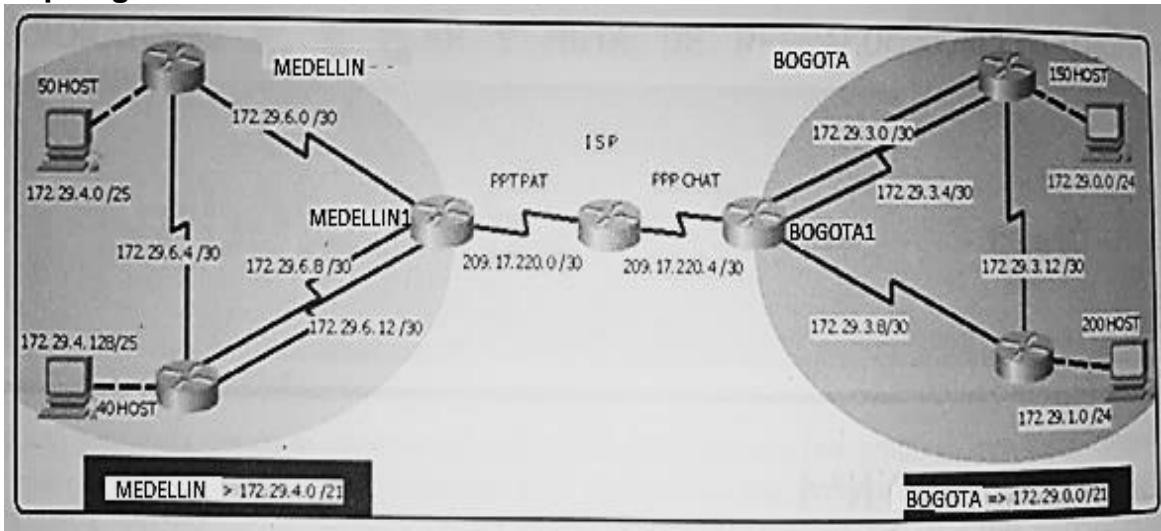 MEDELLIN - -
BOGOTA
50 HOST
150 HOST
172.29.6.0 /30
172.29.3.0 /30
I S P
172.29.4.0 /25
PPT PAT
PPP CHAT
172.29.3.4/30
172.29.0.0 /24
MEDELLIN1
BOGOTA1
172.29.6.4 /30
172.29.6.8 /30
209.17.220.0 /30
209.17.220.4 /30
172.29.3.12 /30
172.29.6.12 /30
172.29.3.8/30
172.29.4.128/25
200 HOST
40 HOST
172.29.1.0 /24
MEDELLIN > 172.29.4.0 /21
BOGOTA => 172.29.0.0 /21